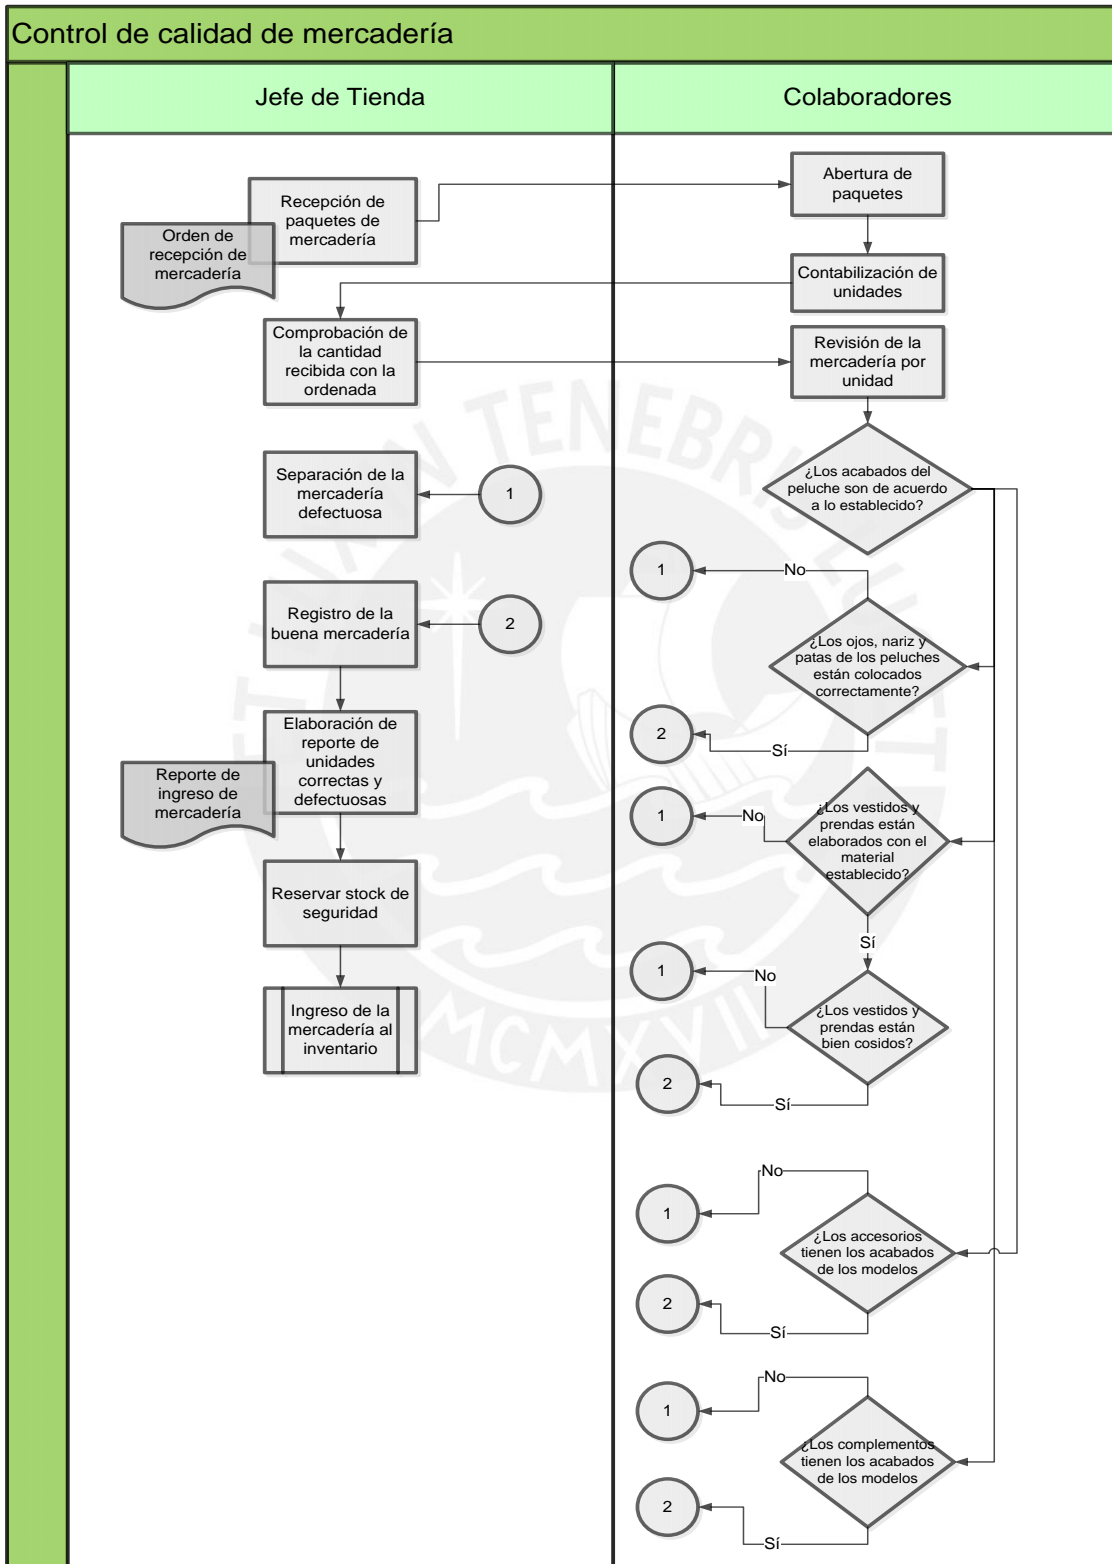 Control de calidad de mercadería
Jefe de Tienda
Colaboradores
Recepción de
paquetes de
mercadería
Orden de
recepción de
mercadería
Abertura de
paquetes
Contabilización de
unidades
Comprobación de
la cantidad
recibida con la
ordenada
Revisión de la
mercadería por
unidad
¿Los acabados del
peluche son de acuerdo
a lo establecido?
Separación de la
mercadería
defectuosa
1
1
No
Registro de la
buena mercadería
2
¿Los ojos, nariz y
patas de los peluches
están colocados
correctamente?
2
Sí
Elaboración de
reporte de
unidades
correctas y
defectuosas
Reporte de
ingreso de
mercadería
1
No
¿Los vestidos y
prendas están
elaborados con el
material
establecido?
Sí
Reservar stock de
seguridad
1
No
¿Los vestidos y
prendas están
bien cosidos?
Ingreso de la
mercadería al
inventario
2
Sí
No
1
¿Los accesorios
tienen los acabados
de los modelos
2
Sí
No
1
¿Los complementos
tienen los acabados
de los modelos
2
Sí
ET LUX IN TENEBRIS LUCET
MCMXVII